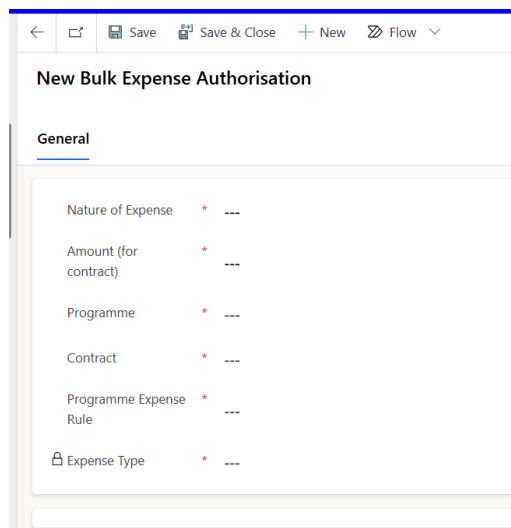 Save Save & Close New Flow
New Bulk Expense Authorisation
General
Nature of Expense * ---
Amount (for
contract) * ---
Programme * ---
Contract * ---
Programme Expense
Rule * ---
Expense Type * ---